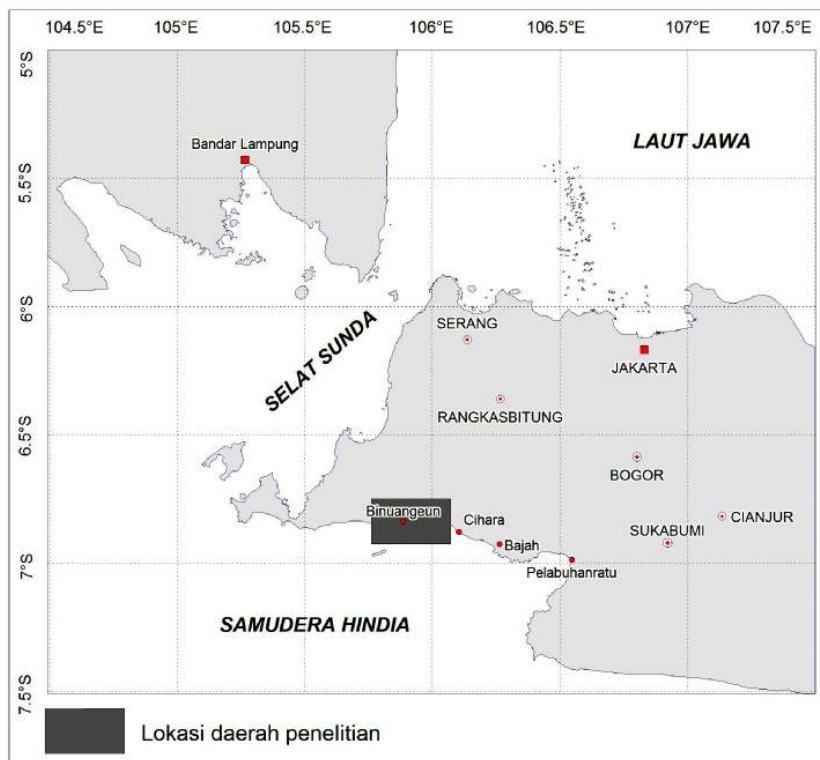 104.5°E 105°E 105.5°E 106°E 106.5°E 107°E 107.5°E
5°S
5.5°S
6°S
6.5°S
7°S
7.5°S
Bandar Lampung
LAUT JAWA
SELAT SUNDA
SERANG
JAKARTA
RANGKASBITUNG
BOGOR
Binuangeun
Cihara
SUKABUMI
CIANJUR
Bajah
Pelabuhanratu
SAMUDERA HINDIA
Lokasi daerah penelitian